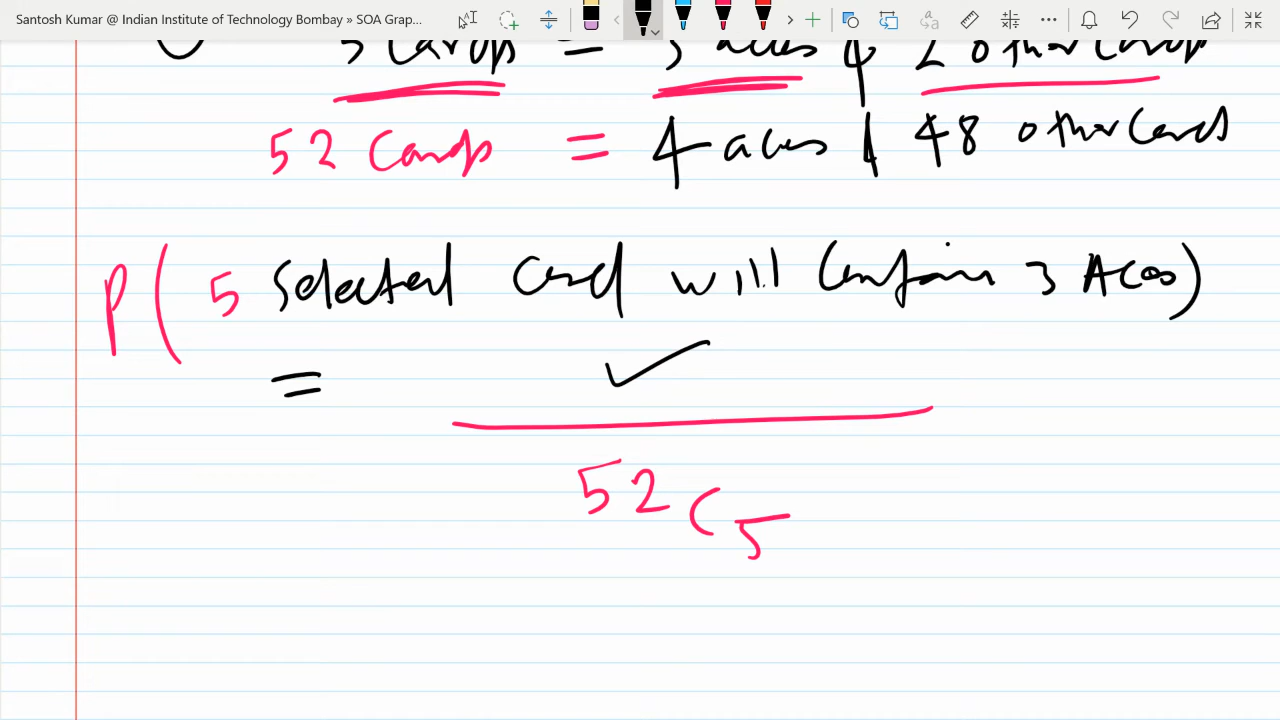 Santosh Kumar @ Indian Institute of Technology Bombay » SOA Grap...
5 Cards = 3 aces & 2 other Cards
52 Cards = 4 aces & 48 other Cards
P( 5 Selected Card will Contain 3 Aces)
= ✓
52C5